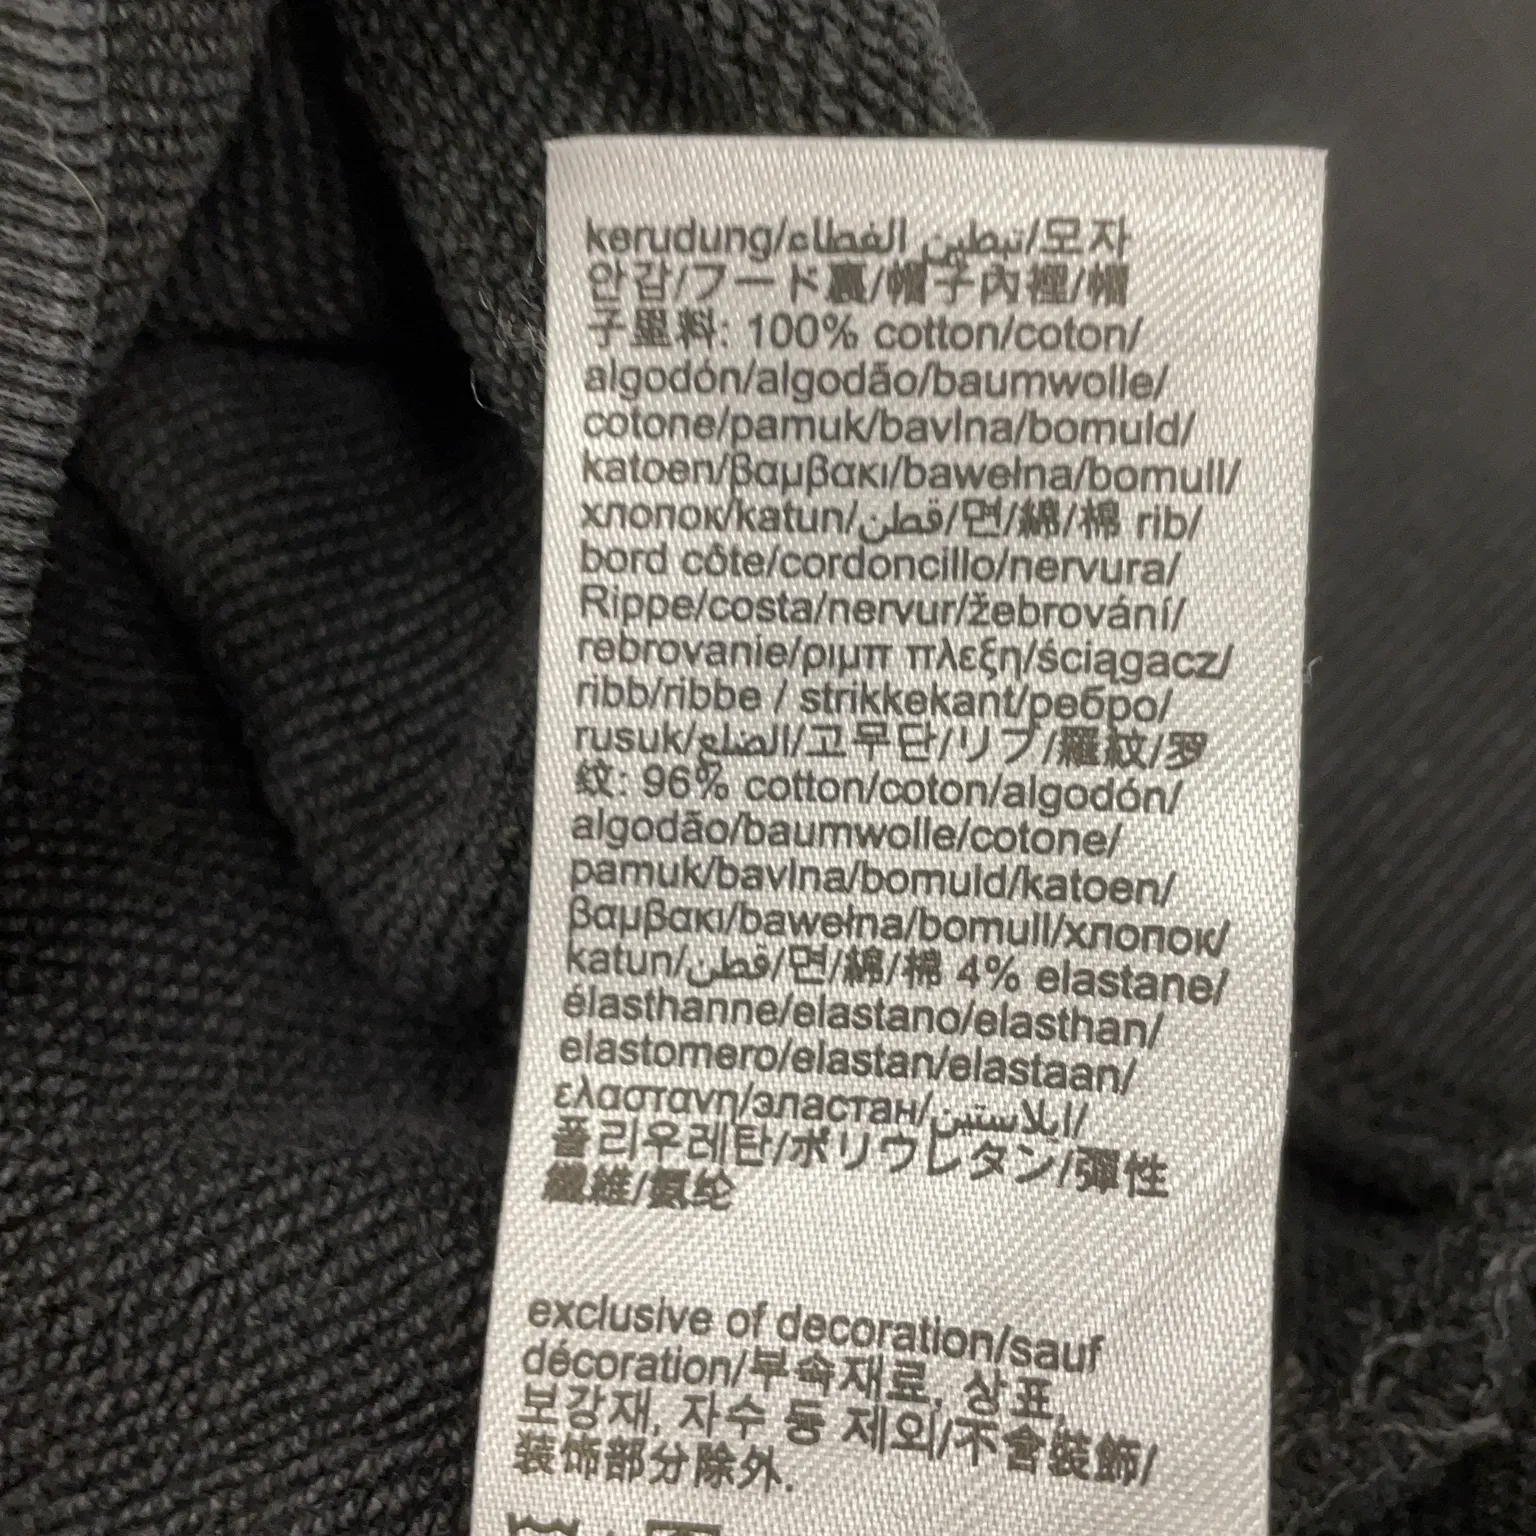 kerudung/تبطين الغطاء/모자
안감/フード裏/帽子內裡/帽
子里料: 100% cotton/coton/
algodón/algodão/baumwolle/
cotone/pamuk/bavlna/bomuld/
katoen/βαμβακι/bawełna/bomull/
хлопок/katun/قطن/면/綿/棉 rib/
bord côte/cordoncillo/nervura/
Rippe/costa/nervur/žebrování/
rebrovanie/ριμπ πλεξη/ściągacz/
ribb/ribbe / strikkekant/ребро/
rusuk/الضلع/고무단/リブ/羅紋/罗
纹: 96% cotton/coton/algodón/
algodão/baumwolle/cotone/
pamuk/bavlna/bomuld/katoen/
βαμβακι/bawełna/bomull/хлопок/
katun/قطن/면/綿/棉 4% elastane/
élasthanne/elastano/elasthan/
elastomero/elastan/elastaan/
ελαστανη/эластан/ايلاستين/
폴리우레탄/ポリウレタン/彈性
纖維/氨纶
exclusive of decoration/sauf
décoration/부속재료, 상표,
보강재, 자수 등 제외/不含裝飾/
装饰部分除外.